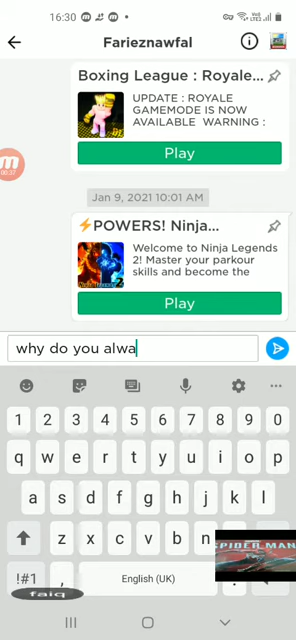 16:30
Farieznawfal
Boxing League : Royale...
UPDATE : ROYALE
GAMEMODE IS NOW
AVAILABLE WARNING :
Play
00:37
Jan 9, 2021 10:01 AM
⚡POWERS! Ninja...
Welcome to Ninja Legends
2! Master your parkour
skills and become the
Play
why do you alwa
1 2 3 4 5 6 7 8 9 0
q w e r t y u i o p
a s d f g h j k l
z x c v b n
SPIDER MAN
!#1 , English (UK) .
faiq